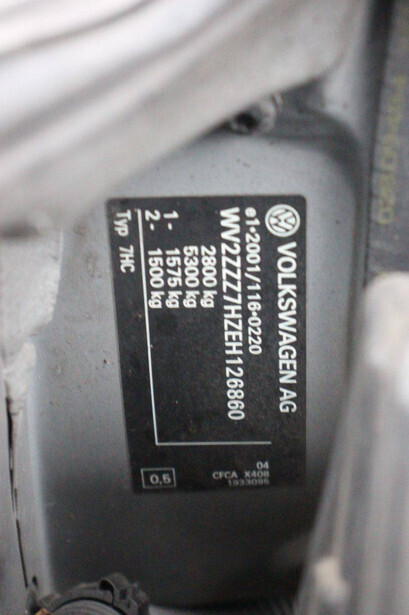 VOLKSWAGEN AG
e1*2001/116*0220
WV2ZZZ7HZEH126860
2800 kg
5300 kg
1- 1575 kg
2- 1500 kg
Typ 7HC
04
CFCA X408
1933095
0,5